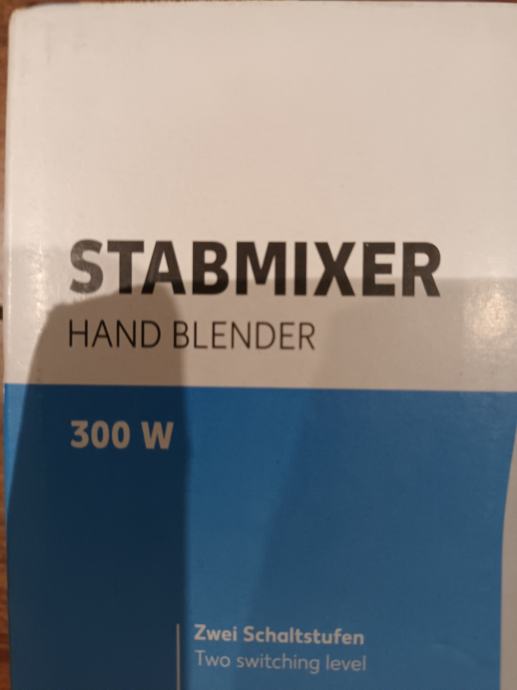 STABMIXER
HAND BLENDER
300 W
Zwei Schaltstufen
Two switching level